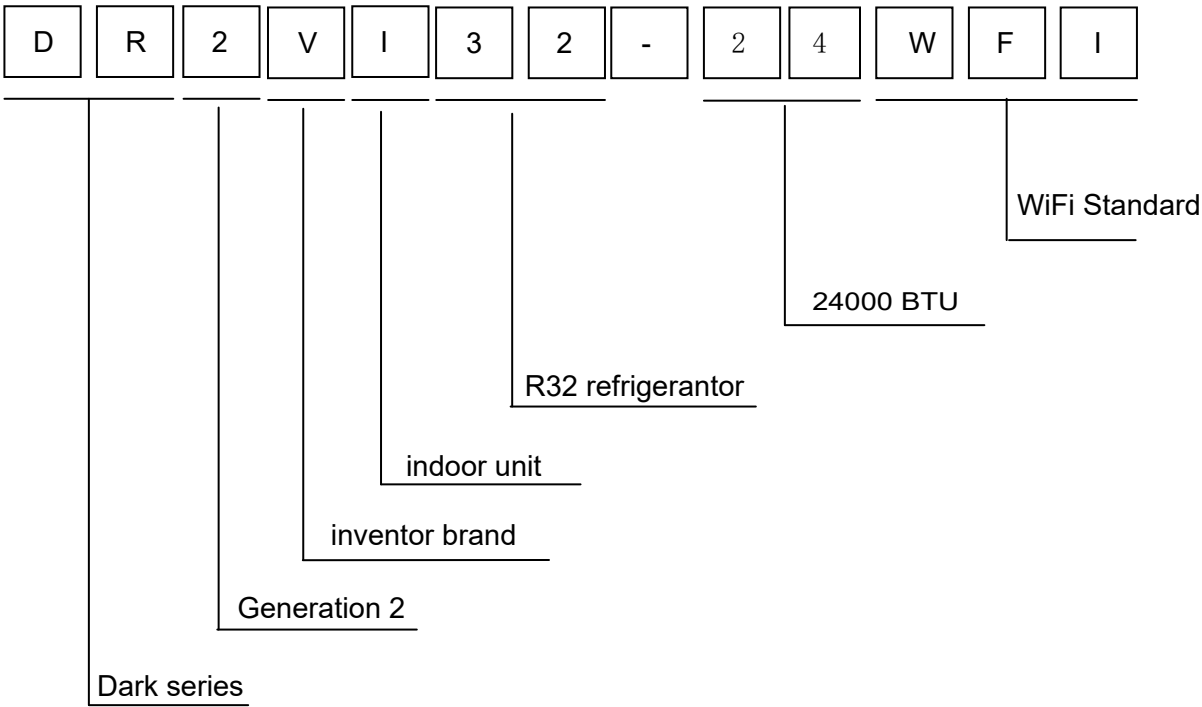 D R 2 V I 3 2 - 2 4 W F I
WiFi Standard
24000 BTU
R32 refrigerantor
indoor unit
inventor brand
Generation 2
Dark series